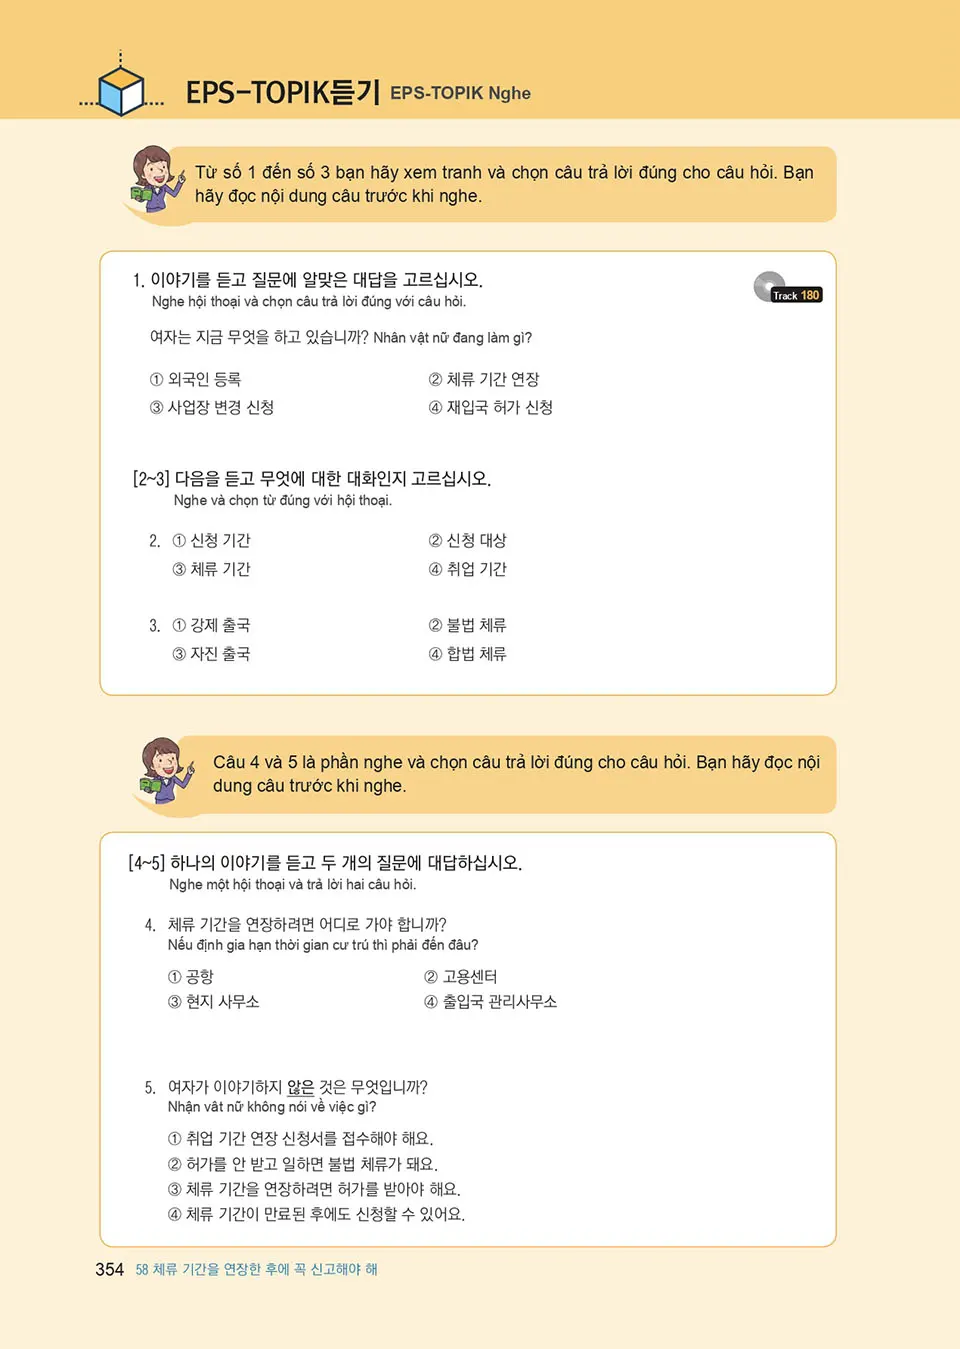 EPS-TOPIK듣기 EPS-TOPIK Nghe
Từ số 1 đến số 3 bạn hãy xem tranh và chọn câu trả lời đúng cho câu hỏi. Bạn
hãy đọc nội dung câu trước khi nghe.
1. 이야기를 듣고 질문에 알맞은 대답을 고르십시오.
Nghe hội thoại và chọn câu trả lời đúng với câu hỏi.
Track 180
여자는 지금 무엇을 하고 있습니까? Nhân vật nữ đang làm gì?
① 외국인 등록 ② 체류 기간 연장
③ 사업장 변경 신청 ④ 재입국 허가 신청
[2~3] 다음을 듣고 무엇에 대한 대화인지 고르십시오.
Nghe và chọn từ đúng với hội thoại.
2. ① 신청 기간 ② 신청 대상
③ 체류 기간 ④ 취업 기간
3. ① 강제 출국 ② 불법 체류
③ 자진 출국 ④ 합법 체류
Câu 4 và 5 là phần nghe và chọn câu trả lời đúng cho câu hỏi. Bạn hãy đọc nội
dung câu trước khi nghe.
[4~5] 하나의 이야기를 듣고 두 개의 질문에 대답하십시오.
Nghe một hội thoại và trả lời hai câu hỏi.
4. 체류 기간을 연장하려면 어디로 가야 합니까?
Nếu định gia hạn thời gian cư trú thì phải đến đâu?
① 공항 ② 고용센터
③ 현지 사무소 ④ 출입국 관리사무소
5. 여자가 이야기하지 않은 것은 무엇입니까?
Nhận vât nữ không nói về việc gì?
① 취업 기간 연장 신청서를 접수해야 해요.
② 허가를 안 받고 일하면 불법 체류가 돼요.
③ 체류 기간을 연장하려면 허가를 받아야 해요.
④ 체류 기간이 만료된 후에도 신청할 수 있어요.
354 58 체류 기간을 연장한 후에 꼭 신고해야 해